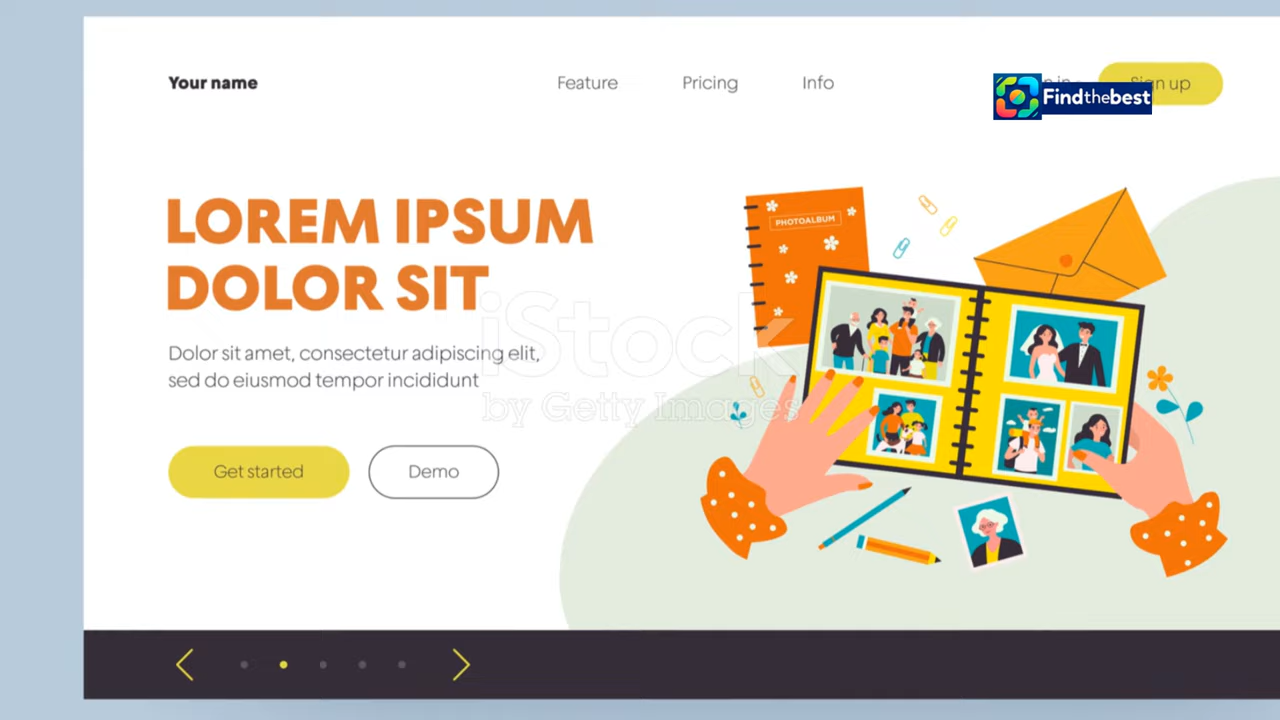 Your name
Feature
Pricing
Info
Sign up
Findthebest
LOREM IPSUM
DOLOR SIT
PHOTOALBUM
iStock
by Getty Images
Dolor sit amet, consectetur adipiscing elit,
sed do eiusmod tempor incididunt
Get started
Demo